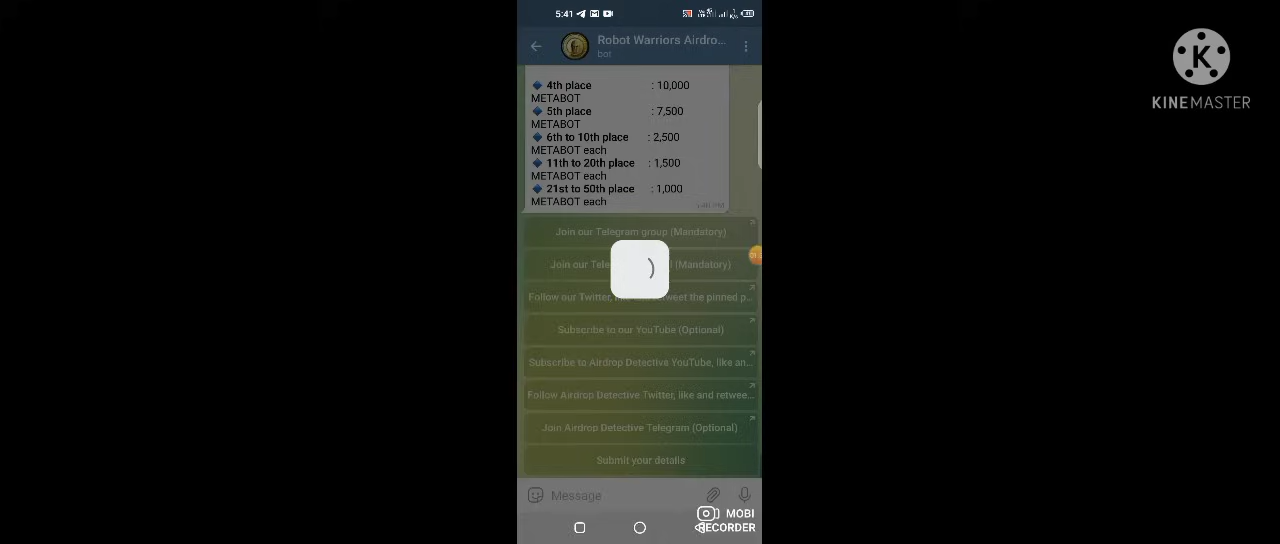 5:41
Robot Warriors Airdro...
bot
4th place : 10,000
METABOT
5th place : 7,500
METABOT
6th to 10th place : 2,500
METABOT each
11th to 20th place : 1,500
METABOT each
21st to 50th place : 1,000
METABOT each
Join our Telegram group (Mandatory)
Join our Tele (Mandatory)
Follow our Twitter, tweet the pinned p...
Subscribe to our YouTube (Optional)
Subscribe to Airdrop Detective YouTube, like an...
Follow Airdrop Detective Twitter, like and retwee...
Join Airdrop Detective Telegram (Optional)
Submit your details
Message
MOBI
RECORDER
KINEMASTER